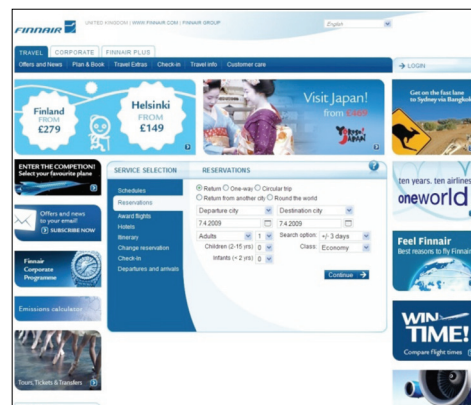 FINNAIR
UNITED KINGDOM | WWW.FINNAIR.COM | FINNAIR GROUP
English
TRAVEL CORPORATE FINNAIR PLUS
Offers and News Plan & Book Travel Extras Check-in Travel info Customer care
LOGIN
Finland
FROM
£279
Helsinki
FROM
£149
Visit Japan!
from £469
YOKOSO!
JAPAN
Get on the fast lane
to Sydney via Bangkok
ENTER THE COMPETION!
Select your favourite plane
Offers and news
to your email!
SUBSCRIBE NOW
Finnair
Corporate
Programme
Emissions calculator
Tours, Tickets & Transfers
SERVICE SELECTION
Schedules
Reservations
Award flights
Hotels
Itinerary
Change reservation
Check-in
Departures and arrivals
RESERVATIONS
?
Return One-way Circular trip
Return from another city Round the world
Departure city Destination city
7.4.2009 7.4.2009
Adults 1 Search option: +/- 3 days
Children (2-15 yrs) 0 Class: Economy
Infants (< 2 yrs) 0
Continue
ten years. ten airlines
oneworld
Feel Finnair
Best reasons to fly Finnair
WIN
TIME!
Compare flight times